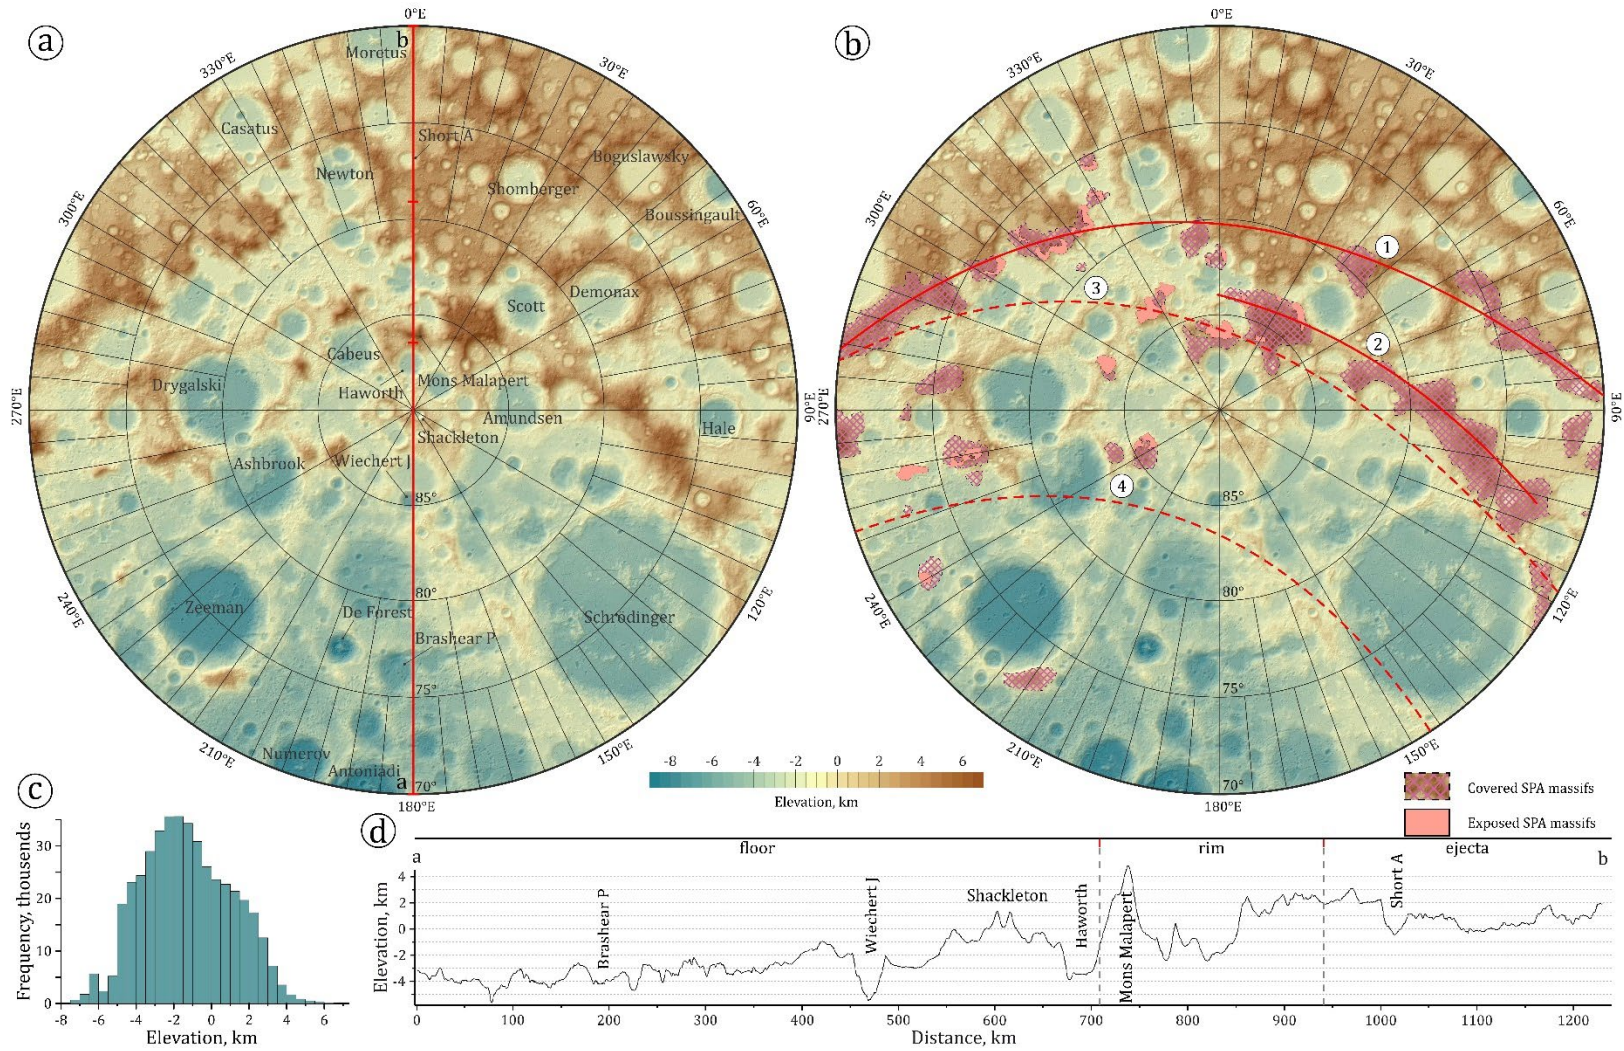 a
0°E
b
Moretus
330°E
30°E
Casatus
Short A
Boguslawsky
Newton
Shomberger
300°E
60°E
Boussingault
Demonax
Scott
Cabeus
Drygalski
Mons Malapert
Haworth
270°E
90°E
Amundsen
Hale
Shackleton
Ashbrook
Wiechert J
85°
80°
Zeeman
De Forest
Schrödinger
240°E
120°E
Brashear P
75°
Numerov
Antoniadi
a
70°
210°E
150°E
180°E
b
0°E
330°E
30°E
300°E
60°E
1
3
2
270°E
90°E
4
85°
80°
240°E
120°E
75°
70°
210°E
150°E
180°E
-8 -6 -4 -2 0 2 4 6
Elevation, km
Covered SPA massifs
Exposed SPA massifs
c
Frequency, thousends
30
20
10
0
-8 -6 -4 -2 0 2 4 6
Elevation, km
d
a
floor
rim
ejecta
b
Elevation, km
4
2
0
-2
-4
Brashear P
Wiechert J
Shackleton
Haworth
Mons Malapert
Short A
0 100 200 300 400 500 600 700 800 900 1000 1100 1200
Distance, km